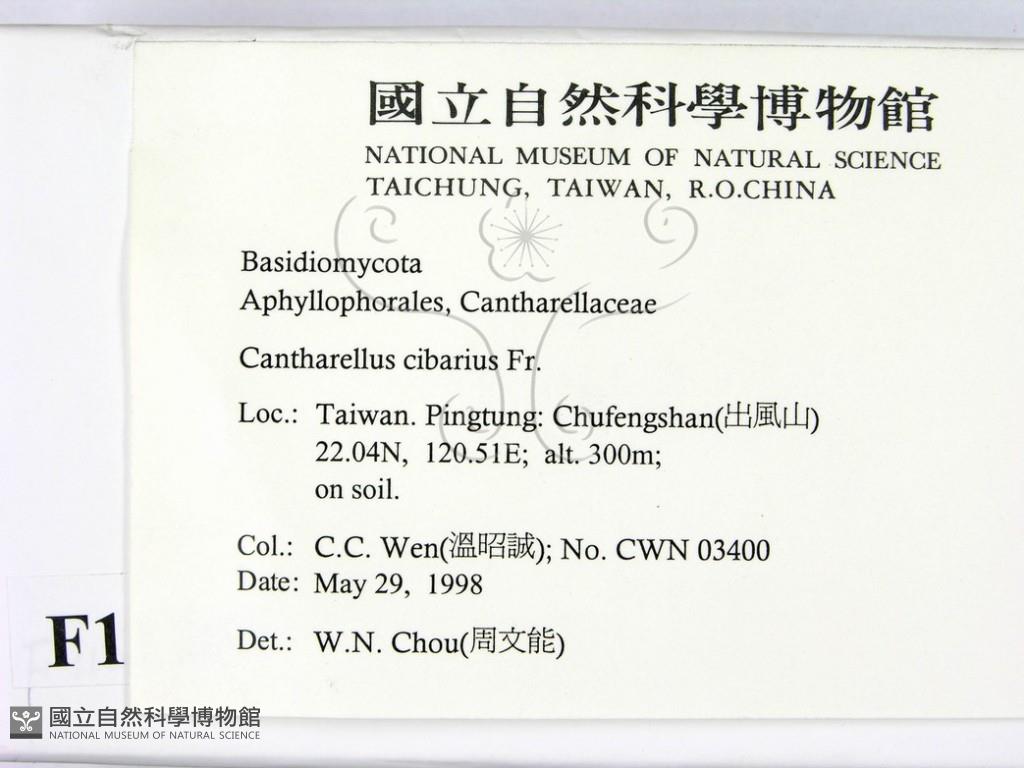 國立自然科學博物館
NATIONAL MUSEUM OF NATURAL SCIENCE
TAICHUNG, TAIWAN, R.O.CHINA
Basidiomycota
Aphyllophorales, Cantharellaceae
Cantharellus cibarius Fr.
Loc.: Taiwan. Pingtung: Chufengshan(出風山)
22.04N, 120.51E; alt. 300m;
on soil.
Col.: C.C. Wen(溫昭誠); No. CWN 03400
Date: May 29, 1998
Det.: W.N. Chou(周文能)
F1
國立自然科學博物館
NATIONAL MUSEUM OF NATURAL SCIENCE